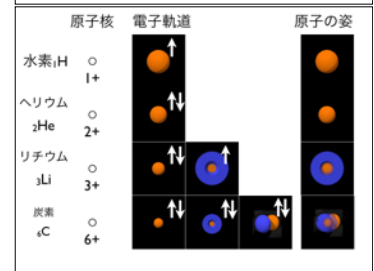 原子核 電子軌道 原子の姿
水素₁H
1+
ヘリウム
₂He
2+
リチウム
₃Li
3+
炭素
₆C
6+